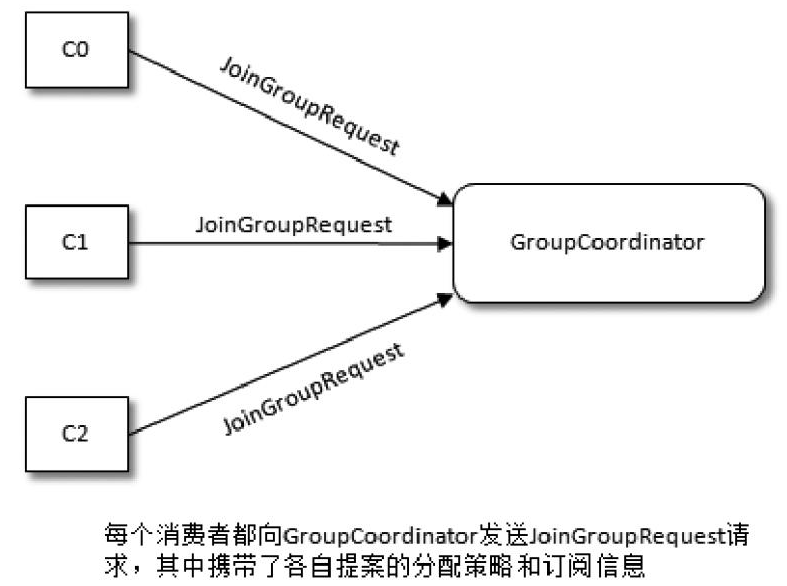 C0
JoinGroupRequest
C1
JoinGroupRequest
GroupCoordinator
C2
JoinGroupRequest
每个消费者都向GroupCoordinator发送JoinGroupRequest请
求，其中携带了各自提案的分配策略和订阅信息